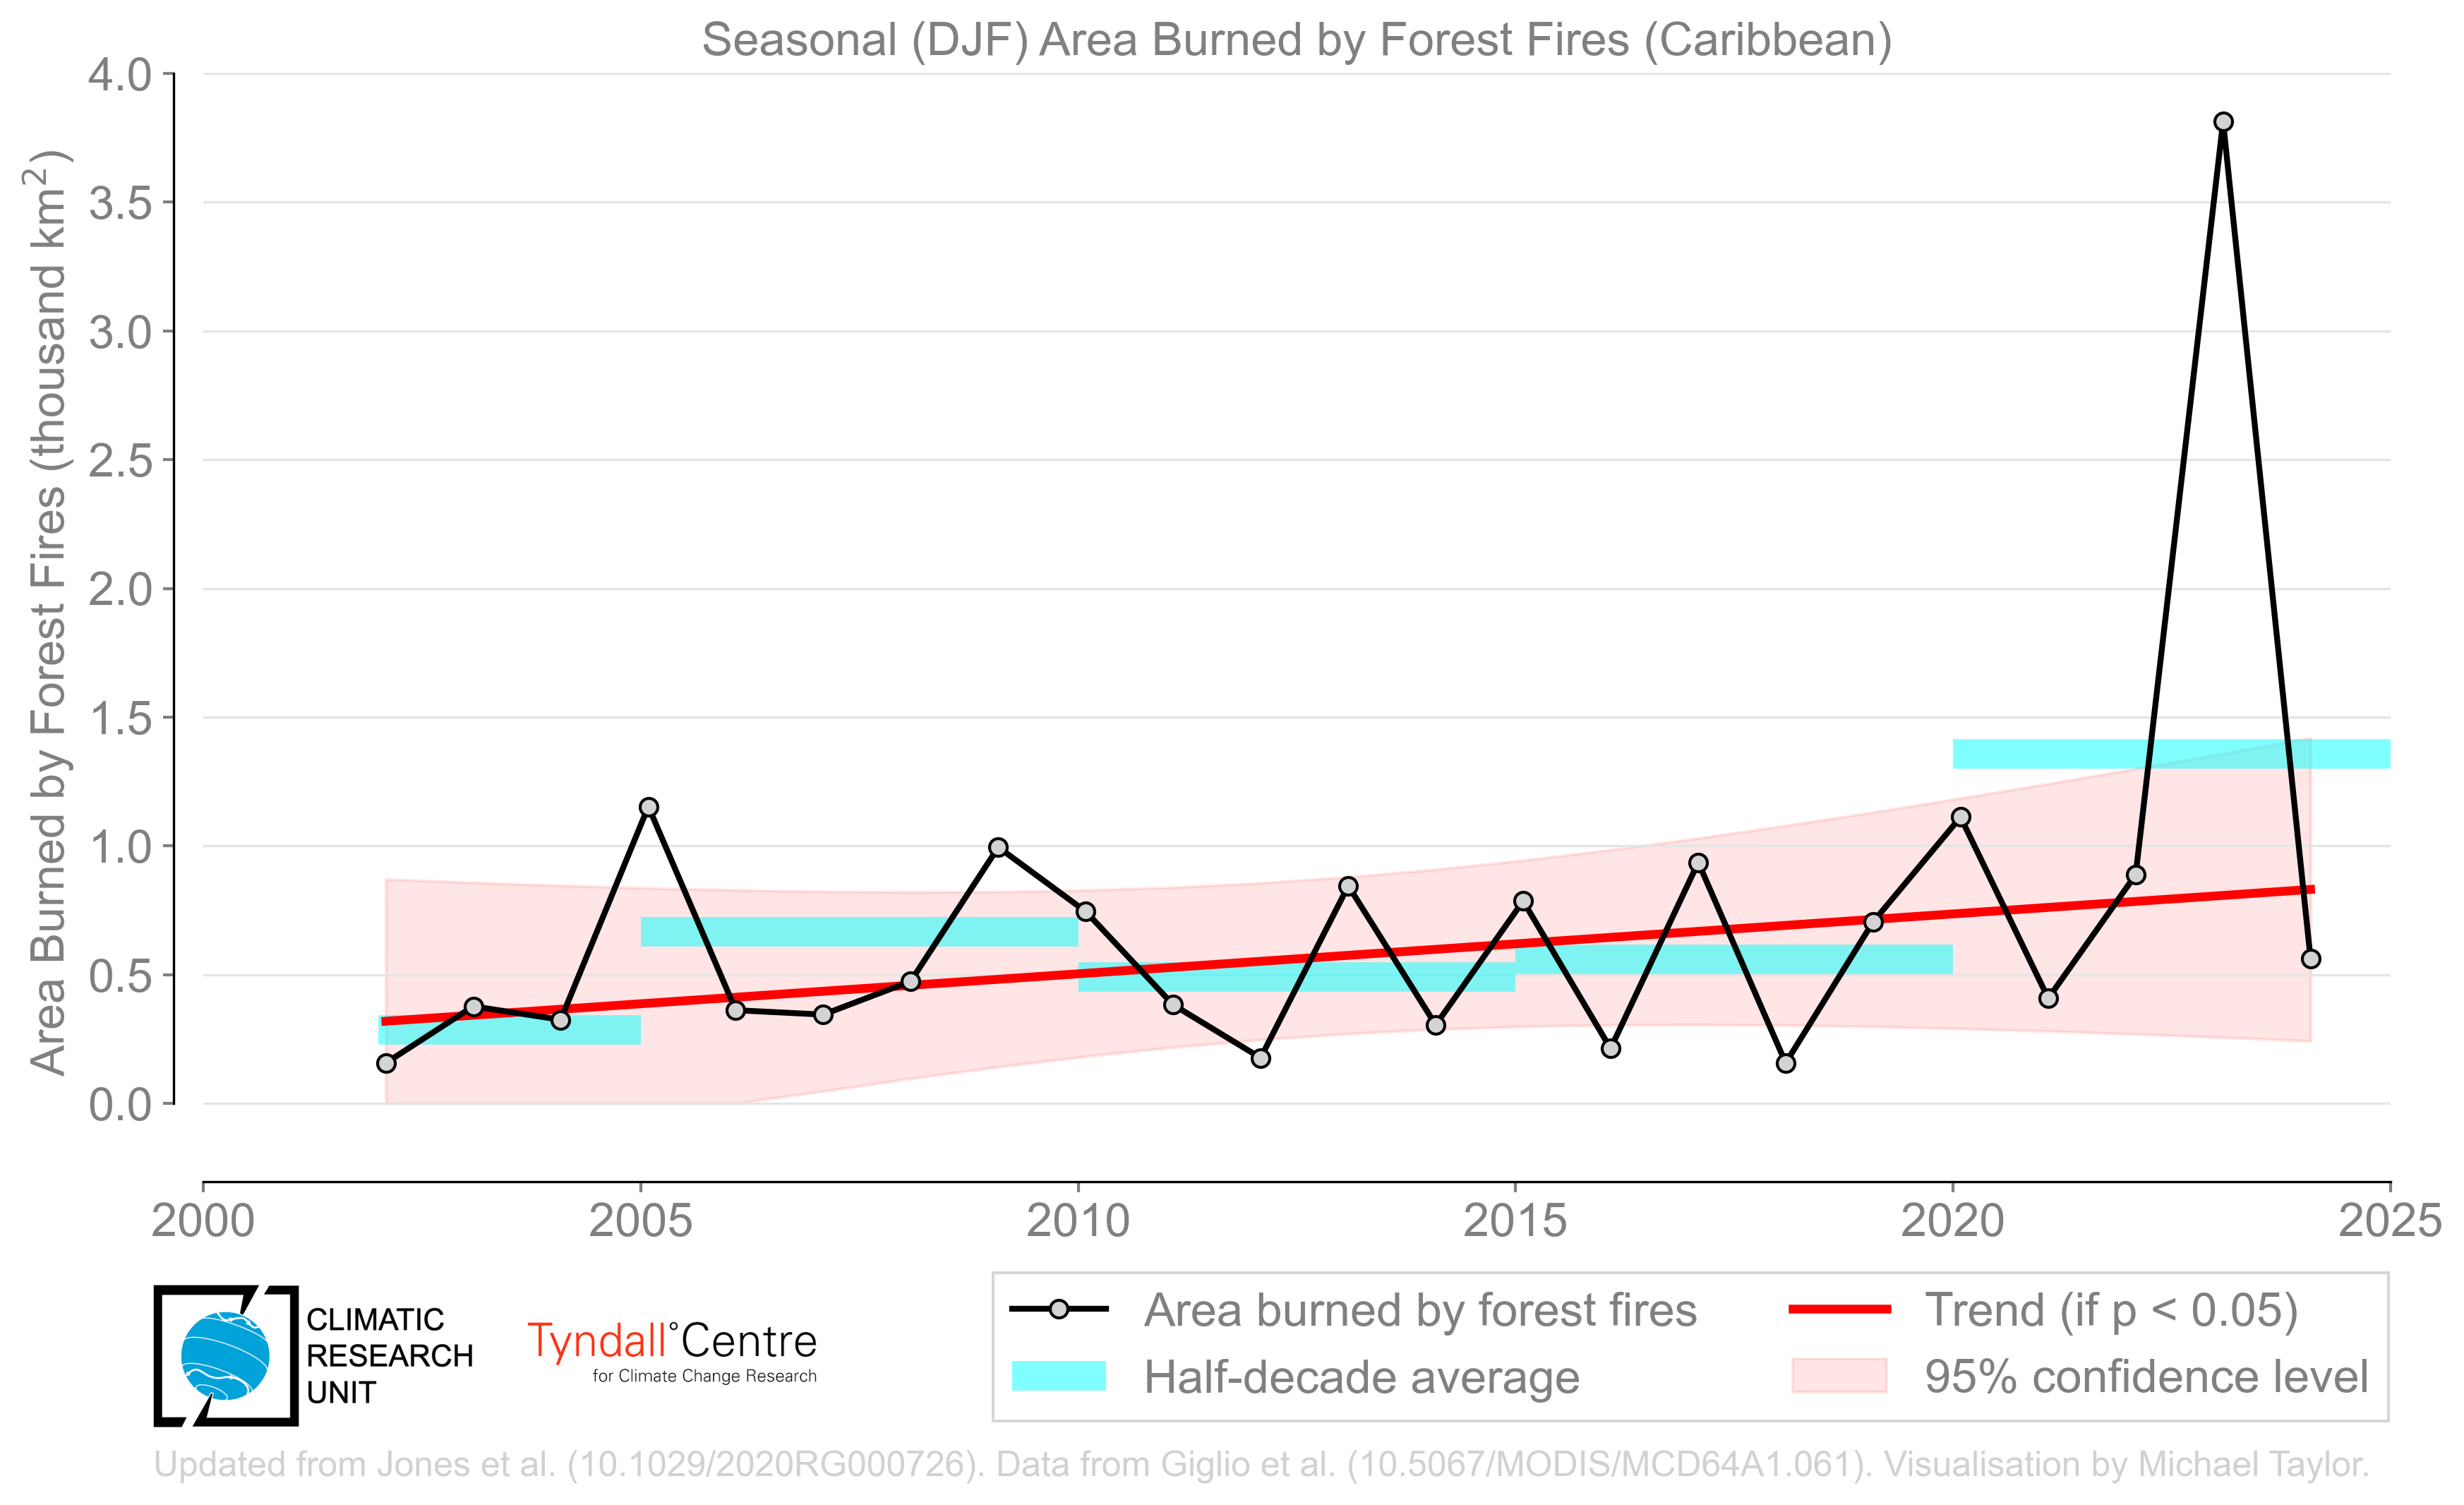 Seasonal (DJF) Area Burned by Forest Fires (Caribbean)
Area Burned by Forest Fires (thousand km²)
4.0
3.5
3.0
2.5
2.0
1.5
1.0
0.5
0.0
2000 2005 2010 2015 2020 2025
CLIMATIC
RESEARCH
UNIT
Tyndall°Centre
for Climate Change Research
Area burned by forest fires
Half-decade average
Trend (if p < 0.05)
95% confidence level
Updated from Jones et al. (10.1029/2020RG000726). Data from Giglio et al. (10.5067/MODIS/MCD64A1.061). Visualisation by Michael Taylor.